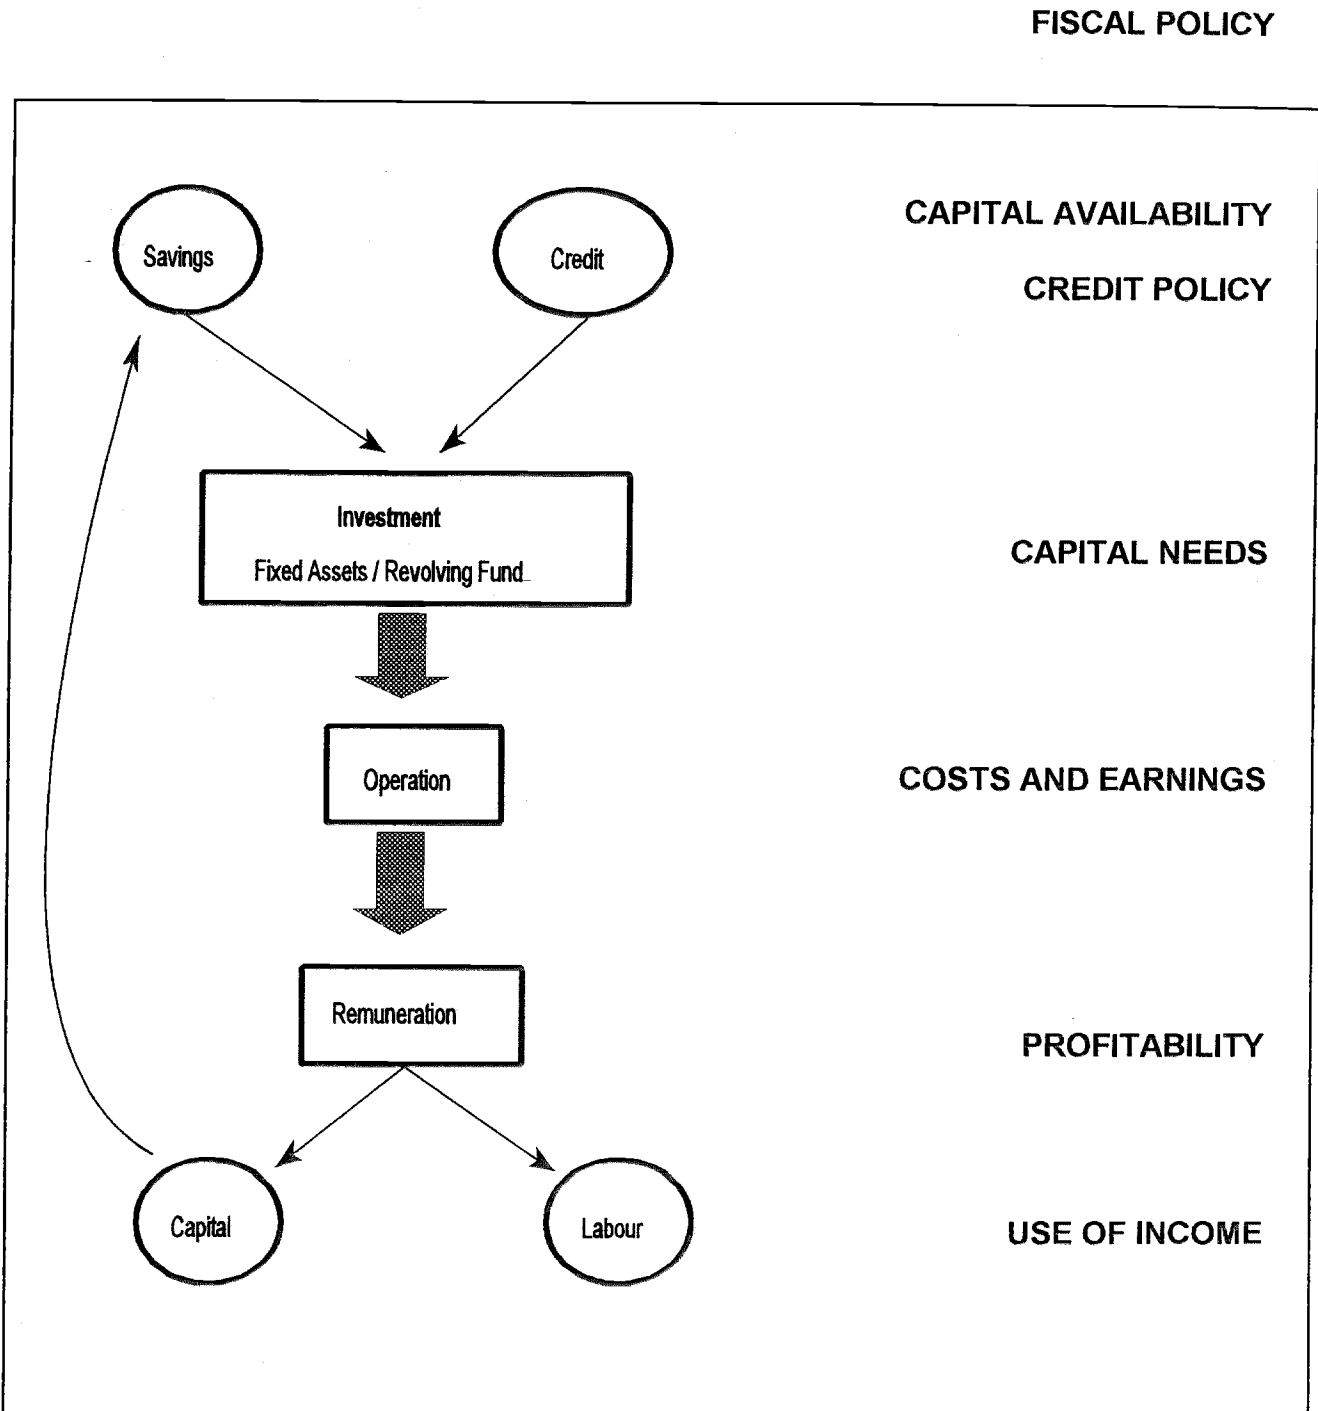 FISCAL POLICY
Savings
Credit
CAPITAL AVAILABILITY
CREDIT POLICY
Investment
Fixed Assets / Revolving Fund
CAPITAL NEEDS
Operation
COSTS AND EARNINGS
Remuneration
PROFITABILITY
Capital
Labour
USE OF INCOME